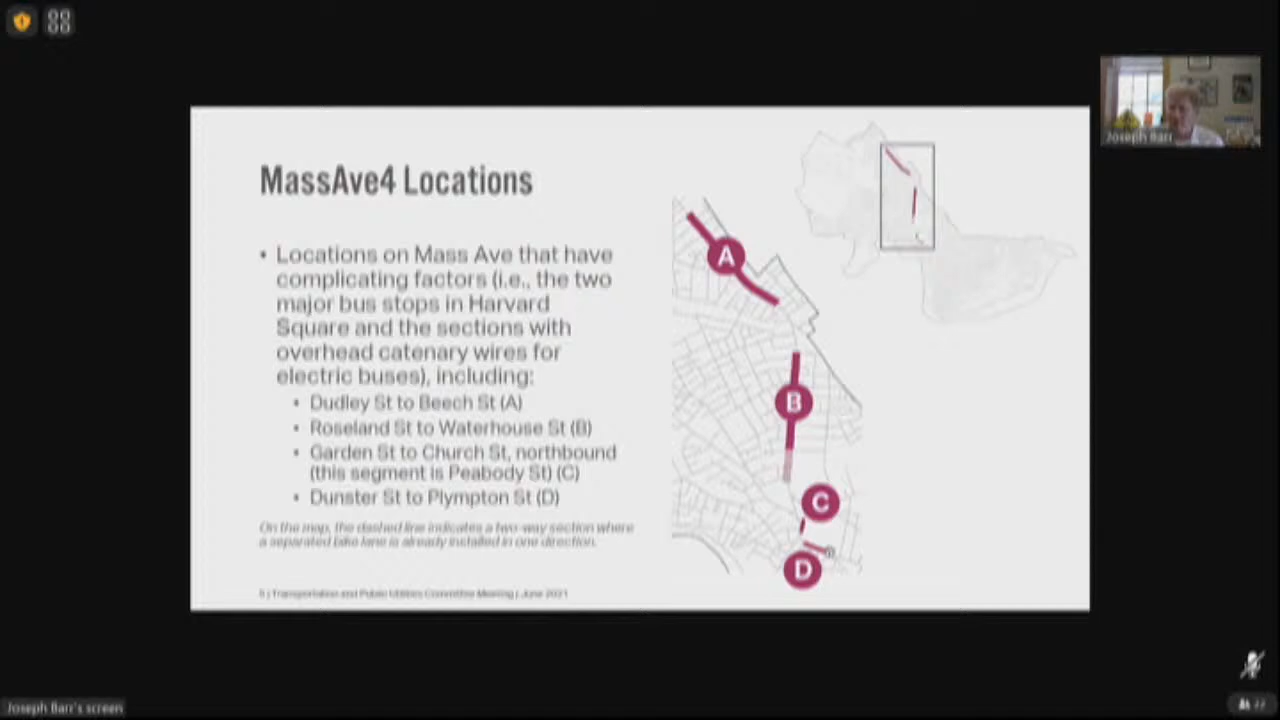 MassAve4 Locations
• Locations on Mass Ave that have
complicating factors (i.e., the two
major bus stops in Harvard
Square and the sections with
overhead catenary wires for
electric buses), including:
• Dudley St to Beech St (A)
• Roseland St to Waterhouse St (B)
• Garden St to Church St, northbound
(this segment is Peabody St) (C)
• Dunster St to Plympton St (D)
On the map, the dashed line indicates a two-way section where
a separated bike lane is already installed in one direction.
5 | Transportation and Public Utilities Committee Meeting | June 2021
A
B
C
D
Joseph Barr
Joseph Barr's screen